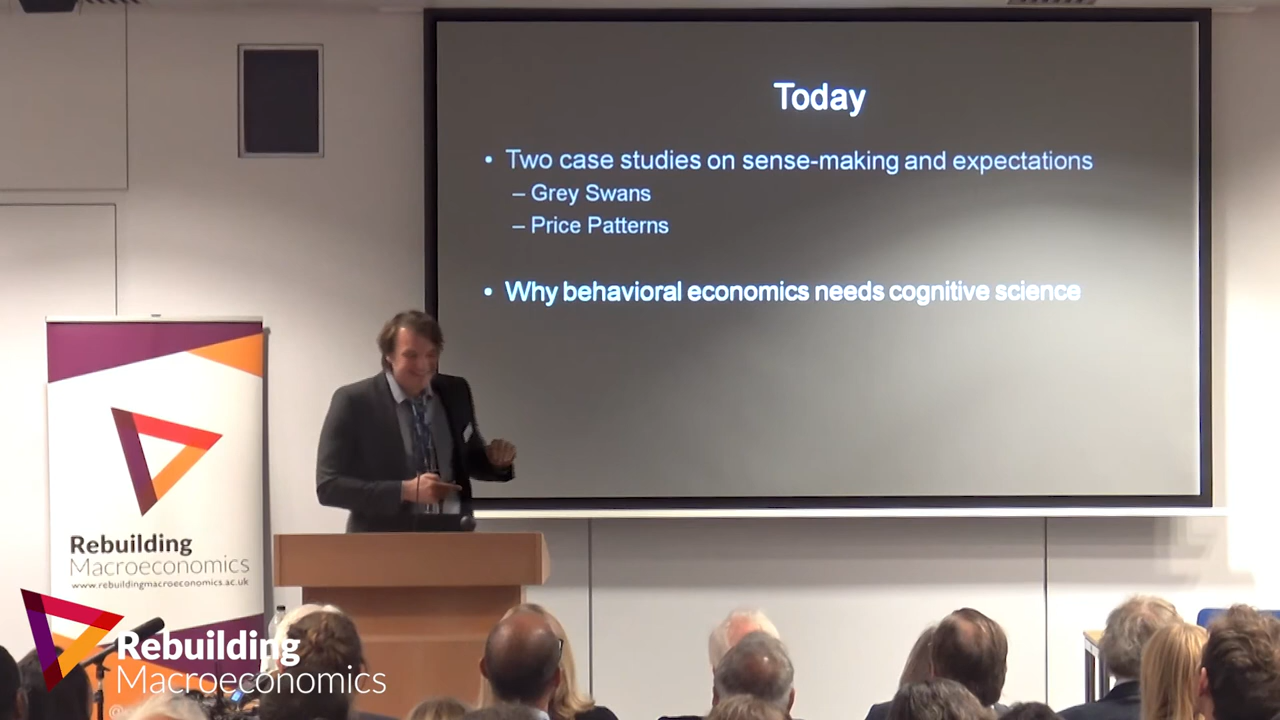 Today
• Two case studies on sense-making and expectations
– Grey Swans
– Price Patterns
• Why behavioral economics needs cognitive science
Rebuilding
Macroeconomics
www.rebuildingmacroeconomics.ac.uk
Rebuilding
Macroeconomics